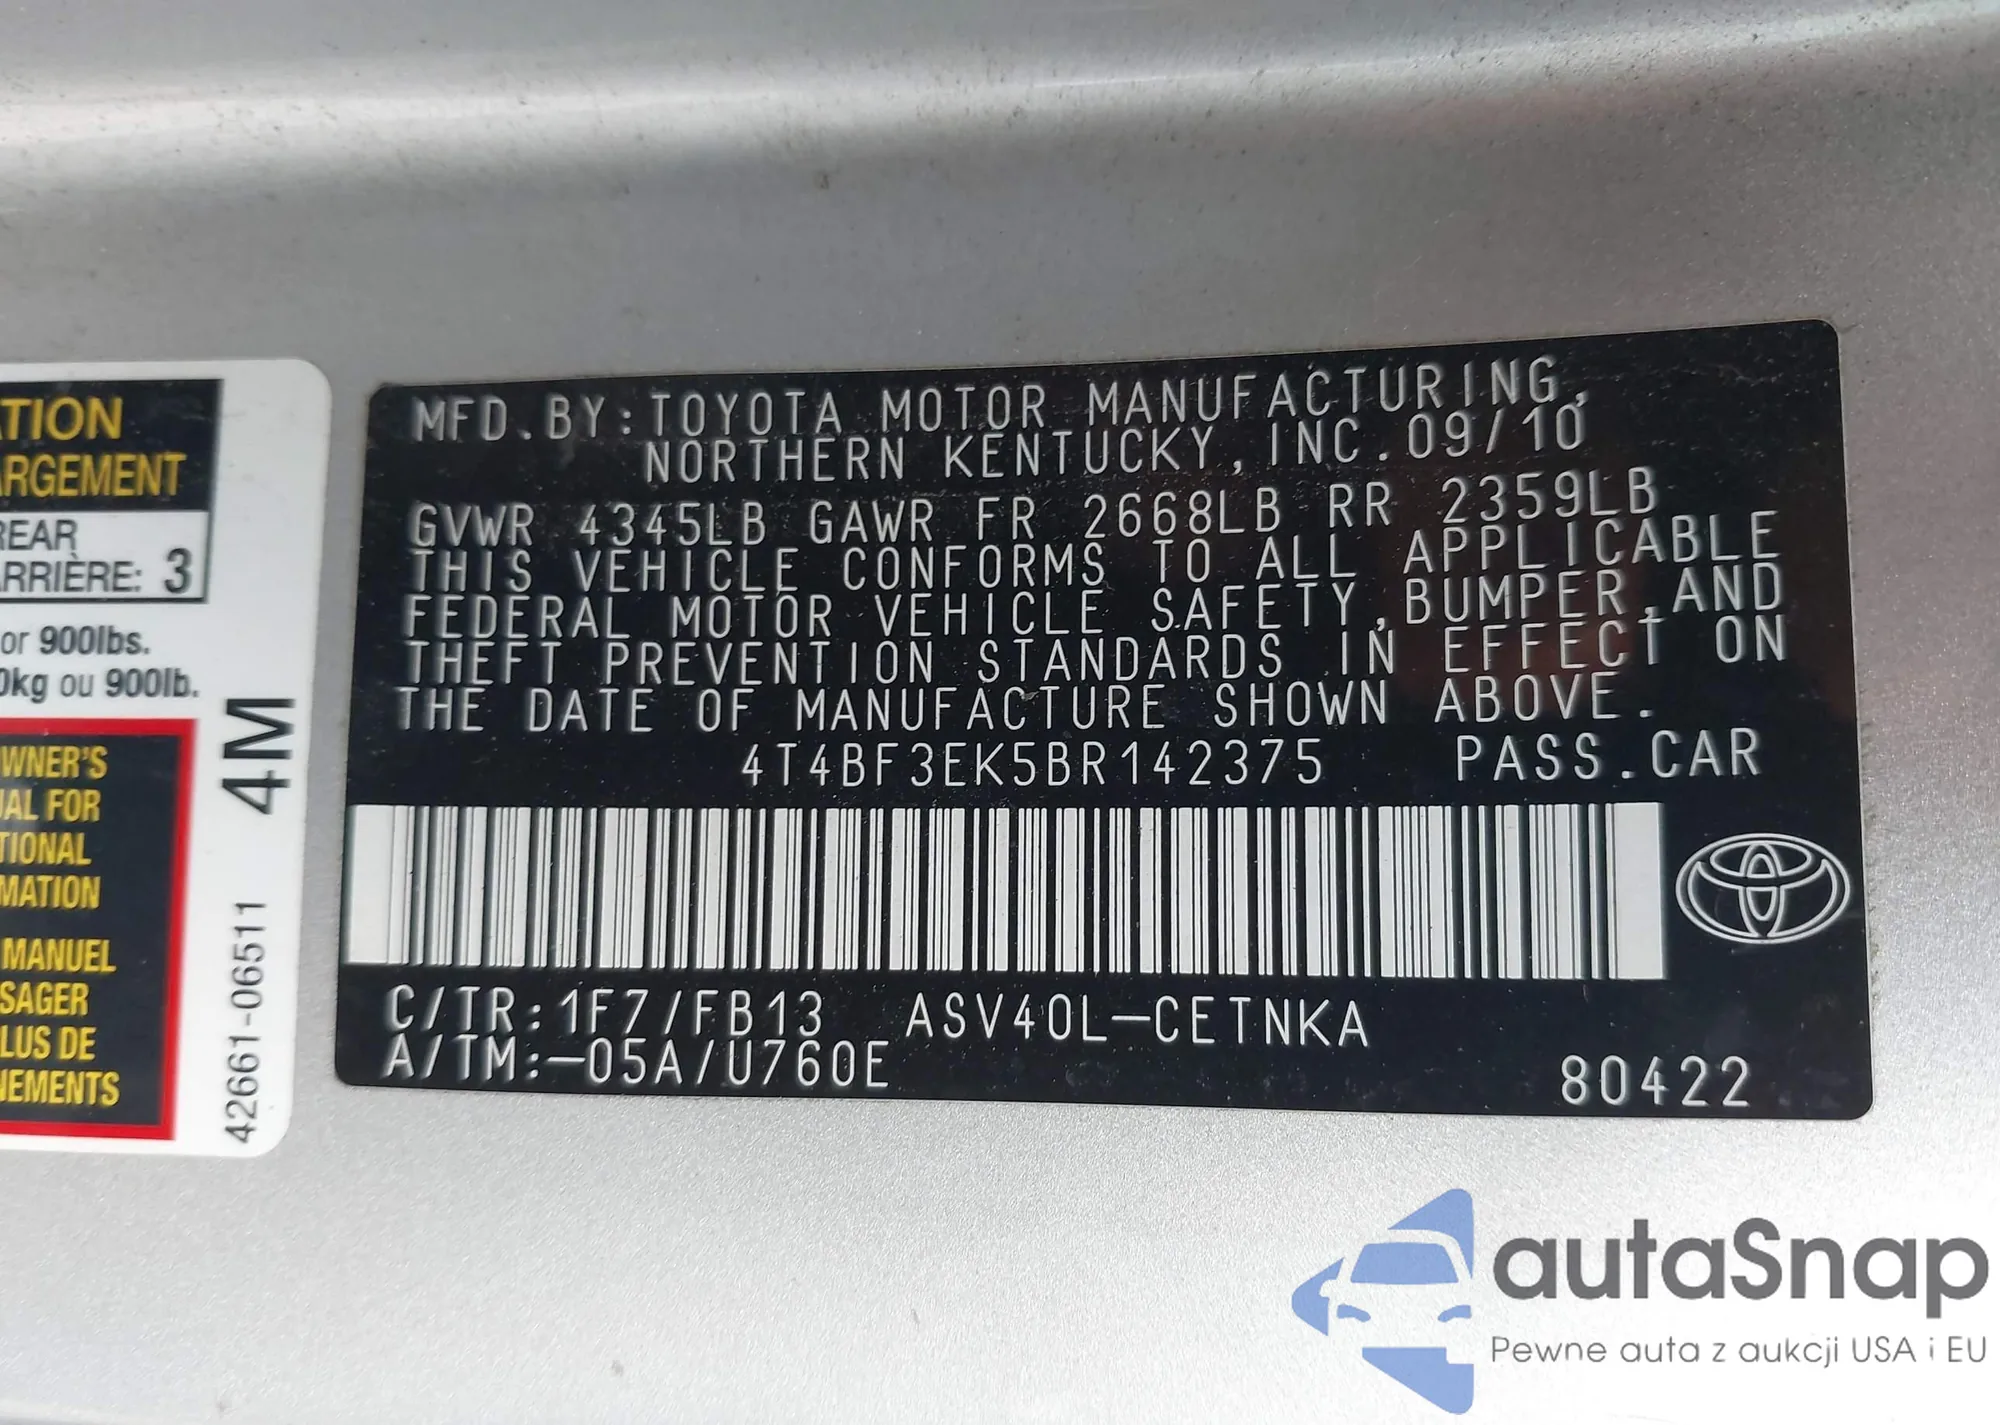 TION
RGEMENT
REAR
RRIÈRE: 3
or 900lbs.
0kg ou 900lb.
WNER'S
UAL FOR
TIONAL
MATION
MANUEL
SAGER
LUS DE
NEMENTS
4M
42661-06511
MFD.BY:TOYOTA MOTOR MANUFACTURING,
NORTHERN KENTUCKY, INC.09/10
GVWR 4345LB GAWR FR 2668LB RR 2359LB
THIS VEHICLE CONFORMS TO ALL APPLICABLE
FEDERAL MOTOR VEHICLE SAFETY,BUMPER,AND
THEFT PREVENTION STANDARDS IN EFFECT ON
THE DATE OF MANUFACTURE SHOWN ABOVE.
4T4BF3EK5BR142375 PASS.CAR
C/TR:1F7/FB13 ASV40L-CETNKA
A/TM:-05A/U760E
80422
autaSnap
Pewne auta z aukcji USA i EU